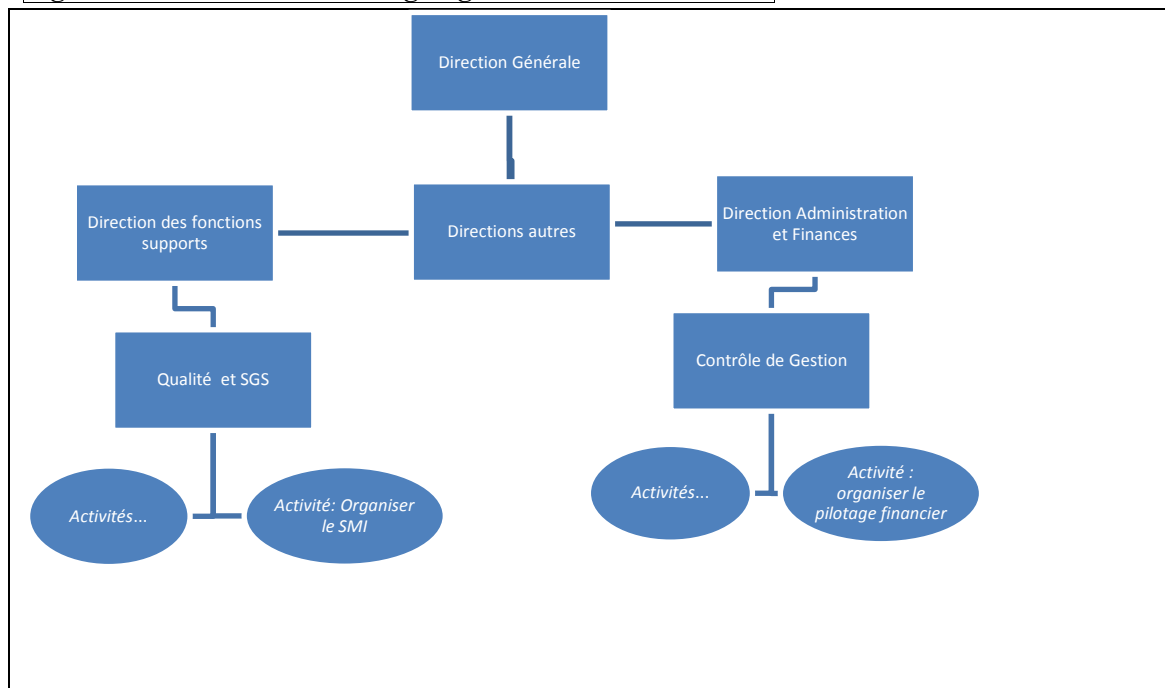 Direction Générale
Direction des fonctions
supports
Directions autres
Direction Administration
et Finances
Qualité et SGS
Contrôle de Gestion
Activités...
Activité: Organiser
le SMI
Activités...
Activité :
organiser le
pilotage financier